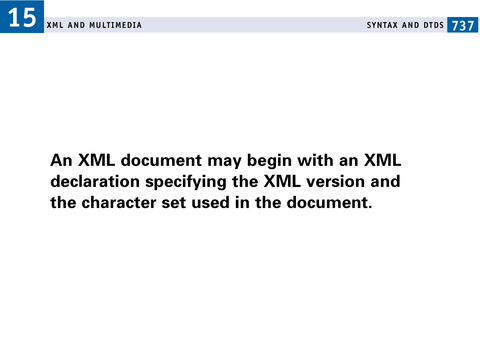 15 XML AND MULTIMEDIA SYNTAX AND DTDS 737
An XML document may begin with an XML
declaration specifying the XML version and
the character set used in the document.